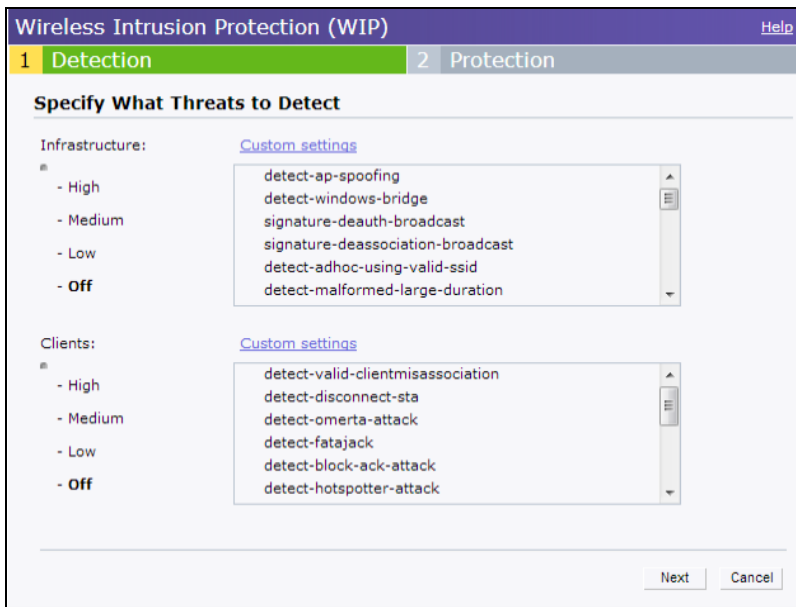 Wireless Intrusion Protection (WIP) Help
1 Detection 2 Protection
Specify What Threats to Detect
Infrastructure: Custom settings
- High
- Medium
- Low
- Off
detect-ap-spoofing
detect-windows-bridge
signature-deauth-broadcast
signature-deassociation-broadcast
detect-adhoc-using-valid-ssid
detect-malformed-large-duration
Clients: Custom settings
- High
- Medium
- Low
- Off
detect-valid-clientmisassociation
detect-disconnect-sta
detect-omerta-attack
detect-fatajack
detect-block-ack-attack
detect-hotspotter-attack
Next Cancel